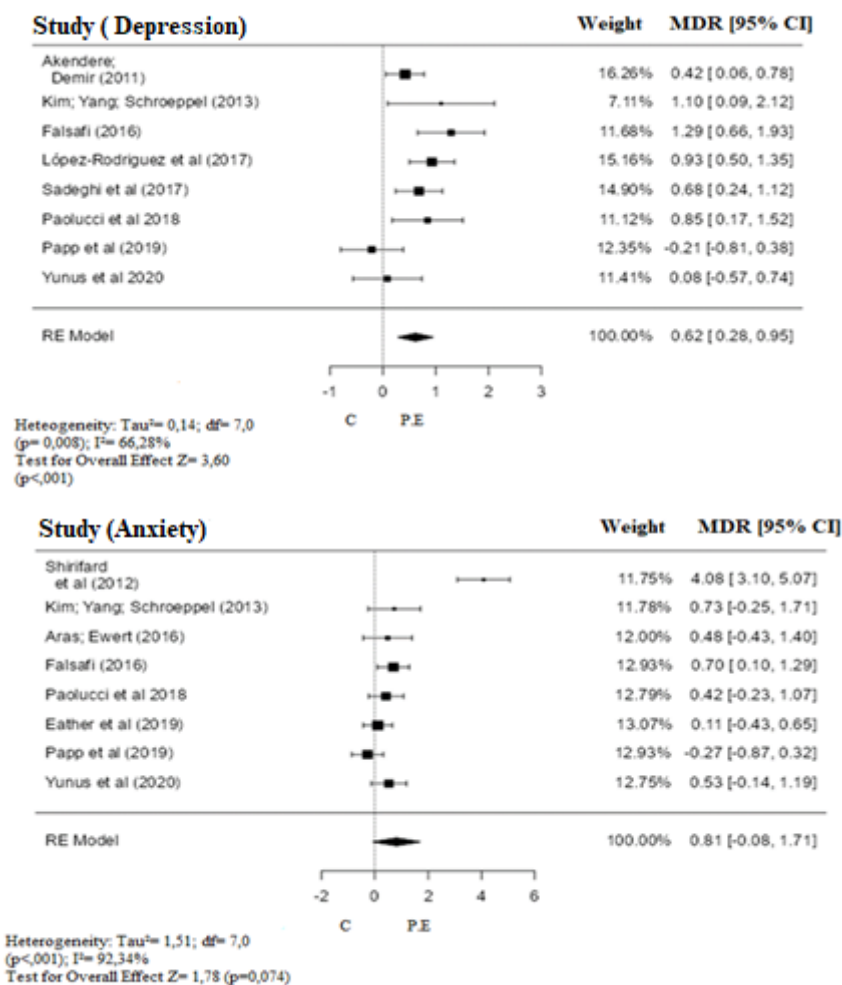 Study ( Depression) Weight MDR [95% CI]
Akendere;
Demir (2011) 16.26% 0.42 [ 0.06, 0.78]
Kim; Yang; Schroeppel (2013) 7.11% 1.10 [ 0.09, 2.12]
Falsafi (2016) 11.68% 1.29 [ 0.66, 1.93]
López-Rodriguez et al (2017) 15.16% 0.93 [ 0.50, 1.35]
Sadeghi et al (2017) 14.90% 0.68 [ 0.24, 1.12]
Paolucci et al 2018 11.12% 0.85 [ 0.17, 1.52]
Papp et al (2019) 12.35% -0.21 [-0.81, 0.38]
Yunus et al 2020 11.41% 0.08 [-0.57, 0.74]
RE Model 100.00% 0.62 [ 0.28, 0.95]
-1 0 1 2 3
C P.E
Heteogeneity: Tau²= 0,14; df= 7,0
(p= 0,008); I²= 66,28%
Test for Overall Effect Z= 3,60
(p<,001)
Study (Anxiety) Weight MDR [95% CI]
Shirifard
et al (2012) 11.75% 4.08 [ 3.10, 5.07]
Kim; Yang; Schroeppel (2013) 11.78% 0.73 [-0.25, 1.71]
Aras; Ewert (2016) 12.00% 0.48 [-0.43, 1.40]
Falsafi (2016) 12.93% 0.70 [ 0.10, 1.29]
Paolucci et al 2018 12.79% 0.42 [-0.23, 1.07]
Eather et al (2019) 13.07% 0.11 [-0.43, 0.65]
Papp et al (2019) 12.93% -0.27 [-0.87, 0.32]
Yunus et al (2020) 12.75% 0.53 [-0.14, 1.19]
RE Model 100.00% 0.81 [-0.08, 1.71]
-2 0 2 4 6
C P.E
Heterogeneity: Tau²= 1,51; df= 7,0
(p<,001); I²= 92,34%
Test for Overall Effect Z= 1,78 (p=0,074)